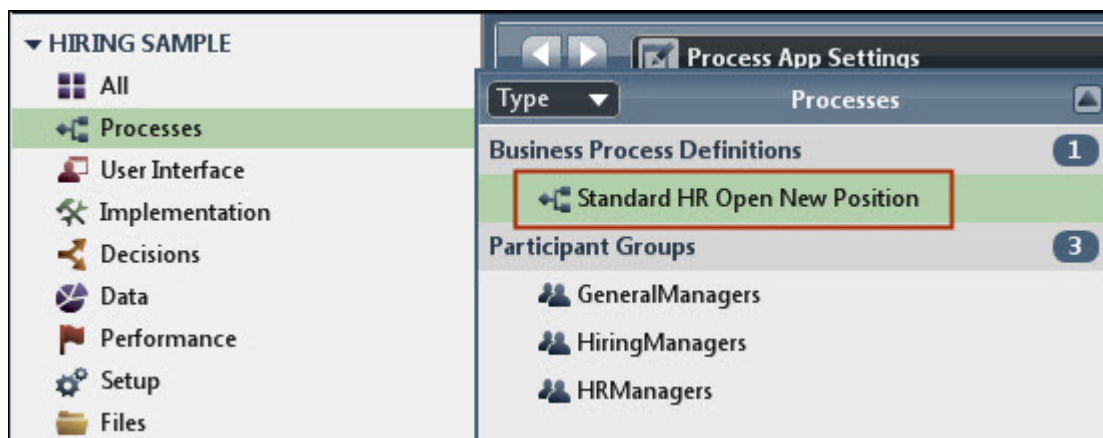 HIRING SAMPLE
All
Processes
User Interface
Implementation
Decisions
Data
Performance
Setup
Files
Process App Settings
Type Processes
Business Process Definitions 1
Standard HR Open New Position
Participant Groups 3
GeneralManagers
HiringManagers
HRManagers